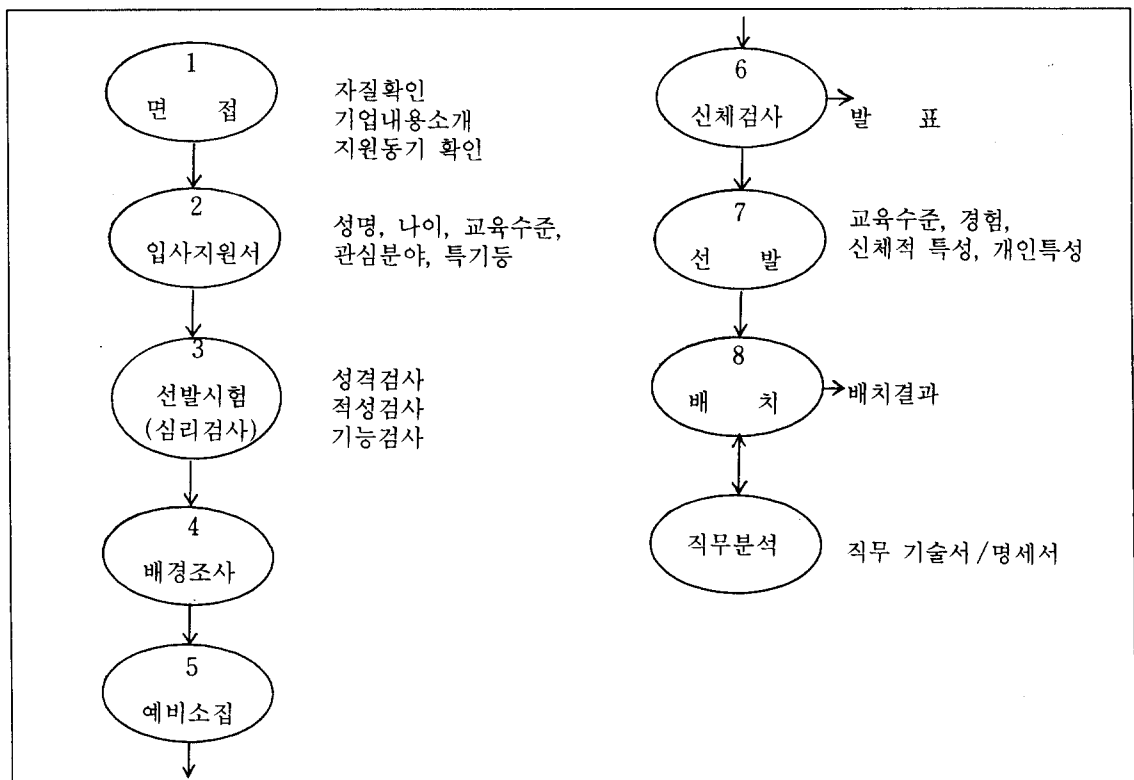 1
면 접
자질확인
기업내용소개
지원동기 확인
2
입사지원서
성명, 나이, 교육수준,
관심분야, 특기등
3
선발시험
(심리검사)
성격검사
적성검사
기능검사
4
배경조사
5
예비소집
6
신체검사
발 표
7
선 발
교육수준, 경험,
신체적 특성, 개인특성
8
배 치
배치결과
직무분석
직무 기술서/명세서